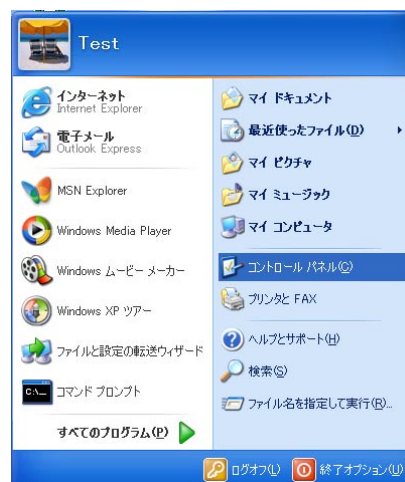 Test
インターネット
Internet Explorer
電子メール
Outlook Express
MSN Explorer
Windows Media Player
Windows ムービー メーカー
Windows XP ツアー
ファイルと設定の転送ウィザード
コマンド プロンプト
すべてのプログラム(P)
マイ ドキュメント
最近使ったファイル(D)
マイ ピクチャ
マイ ミュージック
マイ コンピュータ
コントロール パネル(C)
プリンタと FAX
ヘルプとサポート(H)
検索(S)
ファイル名を指定して実行(R)...
ログオフ(L)
終了オプション(U)